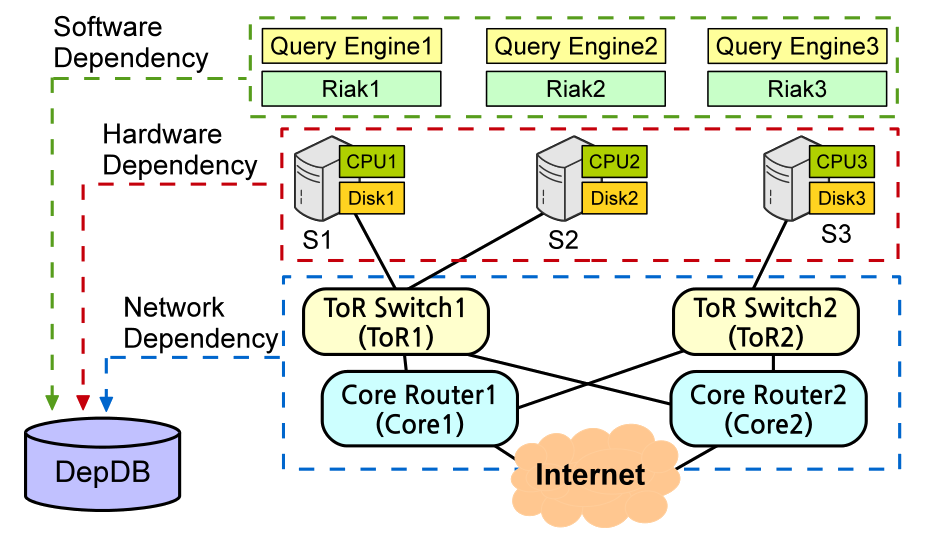 Software
Dependency
Query Engine1
Query Engine2
Query Engine3
Riak1
Riak2
Riak3
Hardware
Dependency
CPU1
Disk1
S1
CPU2
Disk2
S2
CPU3
Disk3
S3
Network
Dependency
ToR Switch1
(ToR1)
ToR Switch2
(ToR2)
Core Router1
(Core1)
Core Router2
(Core2)
Internet
DepDB